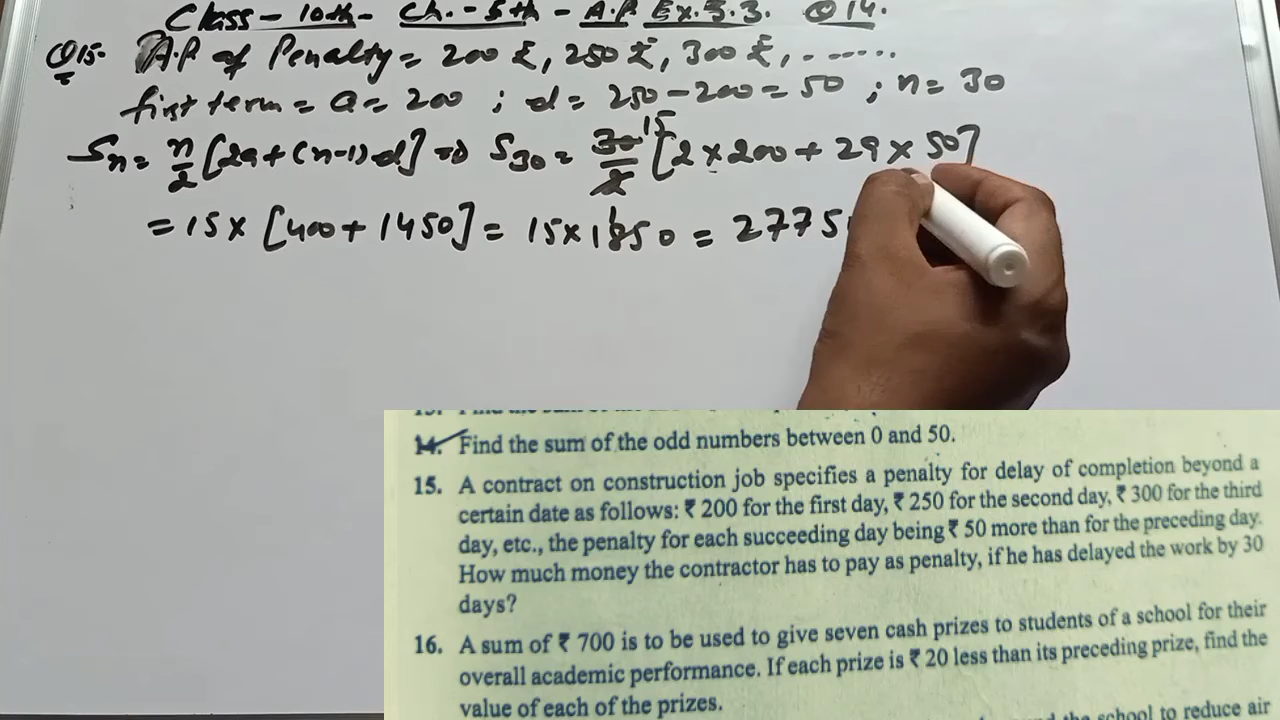 Class - 10th - Ch. - 5th - A.P Ex. 5.3. Q 14.
Q15. A.P of Penalty = 200 ₹, 250 ₹, 300 ₹, .......
first term = a = 200 ; d = 250 - 200 = 50 ; n = 30
Sn = n/2 [2a + (n-1) d] => S30 = 30/2 15 [2 × 200 + 29 × 50]
= 15 × [400 + 1450] = 15 × 1850 = 2775
14. Find the sum of the odd numbers between 0 and 50.
15. A contract on construction job specifies a penalty for delay of completion beyond a
certain date as follows: ₹ 200 for the first day, ₹ 250 for the second day, ₹ 300 for the third
day, etc., the penalty for each succeeding day being ₹ 50 more than for the preceding day.
How much money the contractor has to pay as penalty, if he has delayed the work by 30
days?
16. A sum of ₹ 700 is to be used to give seven cash prizes to students of a school for their
overall academic performance. If each prize is ₹ 20 less than its preceding prize, find the
value of each of the prizes.
the school to reduce air